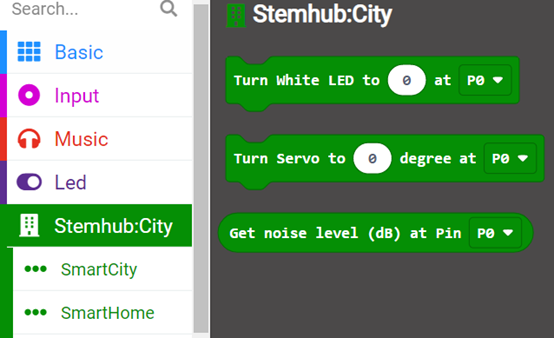 Search...
Basic
Input
Music
Led
Stemhub:City
SmartCity
SmartHome
Stemhub:City
Turn White LED to 0 at P0
Turn Servo to 0 degree at P0
Get noise level (dB) at Pin P0